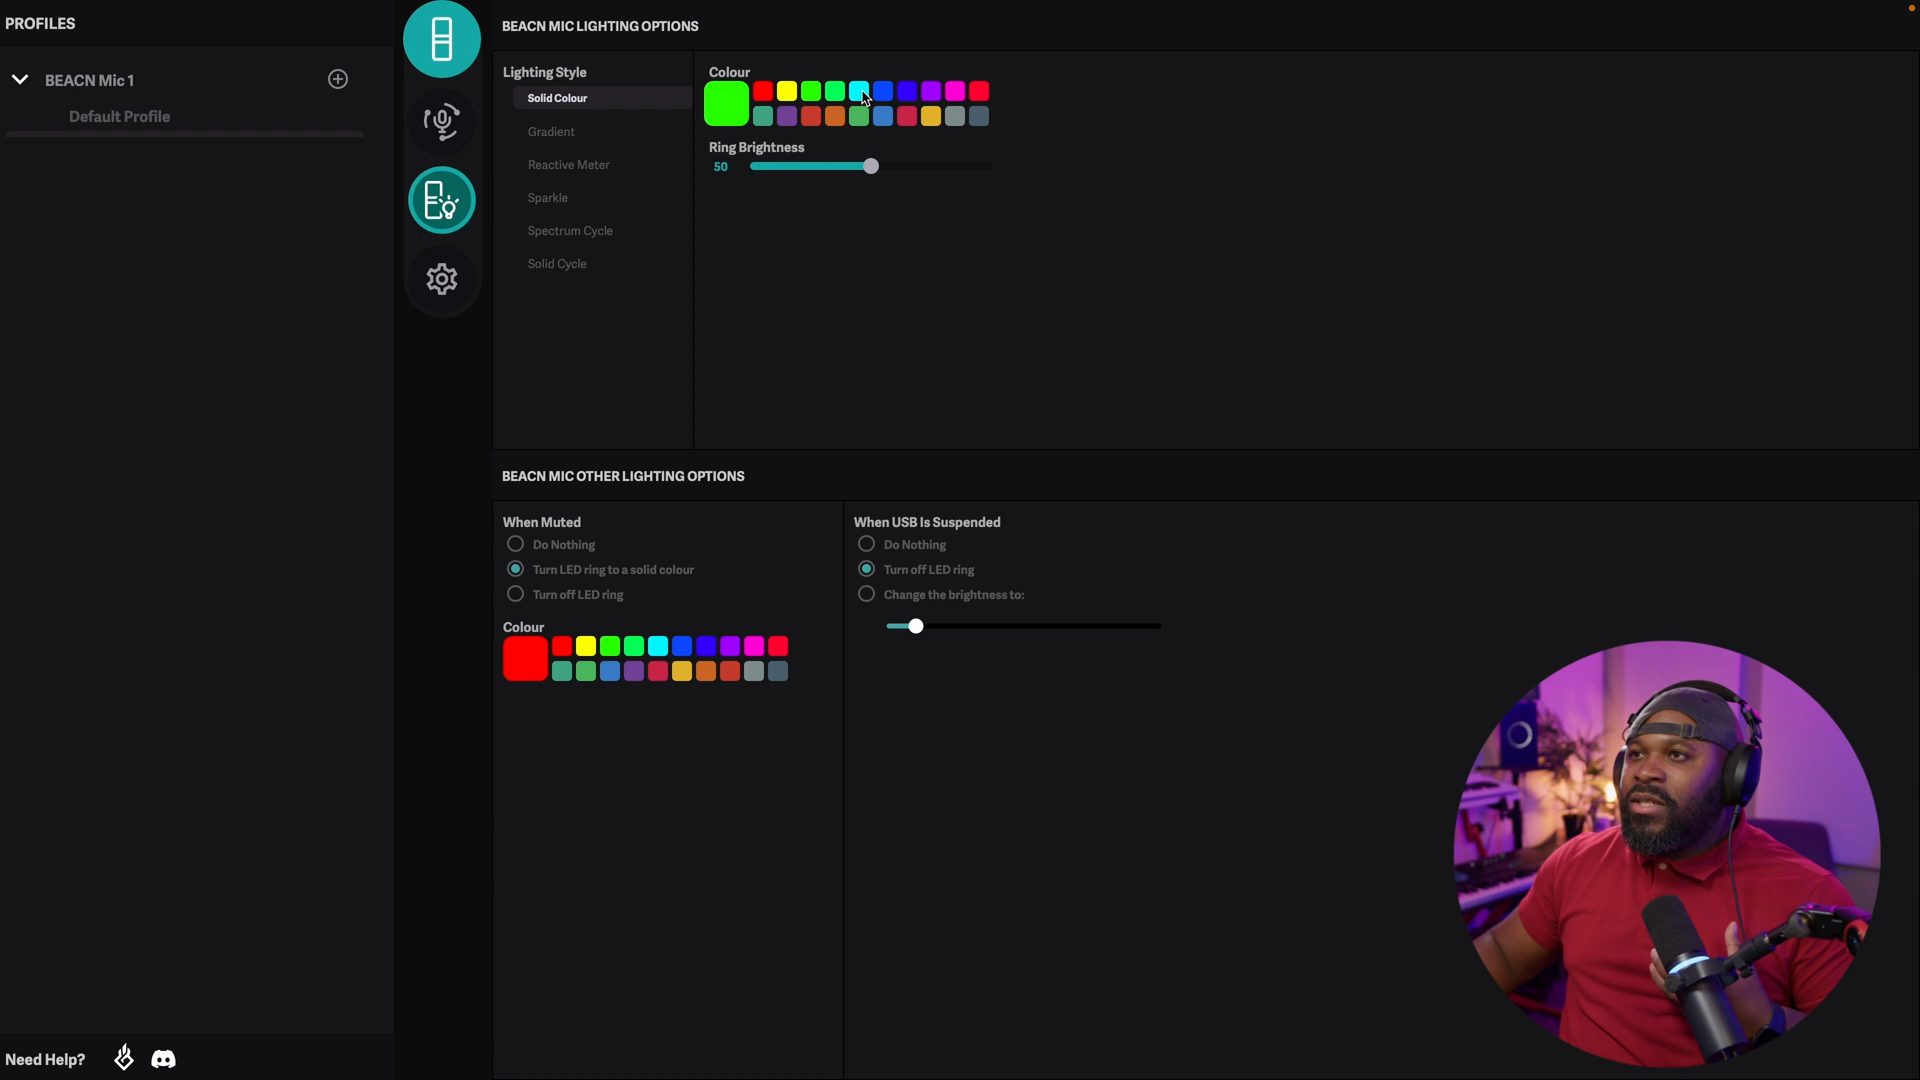 PROFILES
BEACN Mic 1
Default Profile
BEACN MIC LIGHTING OPTIONS
Lighting Style
Solid Colour
Gradient
Reactive Meter
Sparkle
Spectrum Cycle
Solid Cycle
Colour
Ring Brightness
50
BEACN MIC OTHER LIGHTING OPTIONS
When Muted
Do Nothing
Turn LED ring to a solid colour
Turn off LED ring
Colour
When USB Is Suspended
Do Nothing
Turn off LED ring
Change the brightness to:
Need Help?